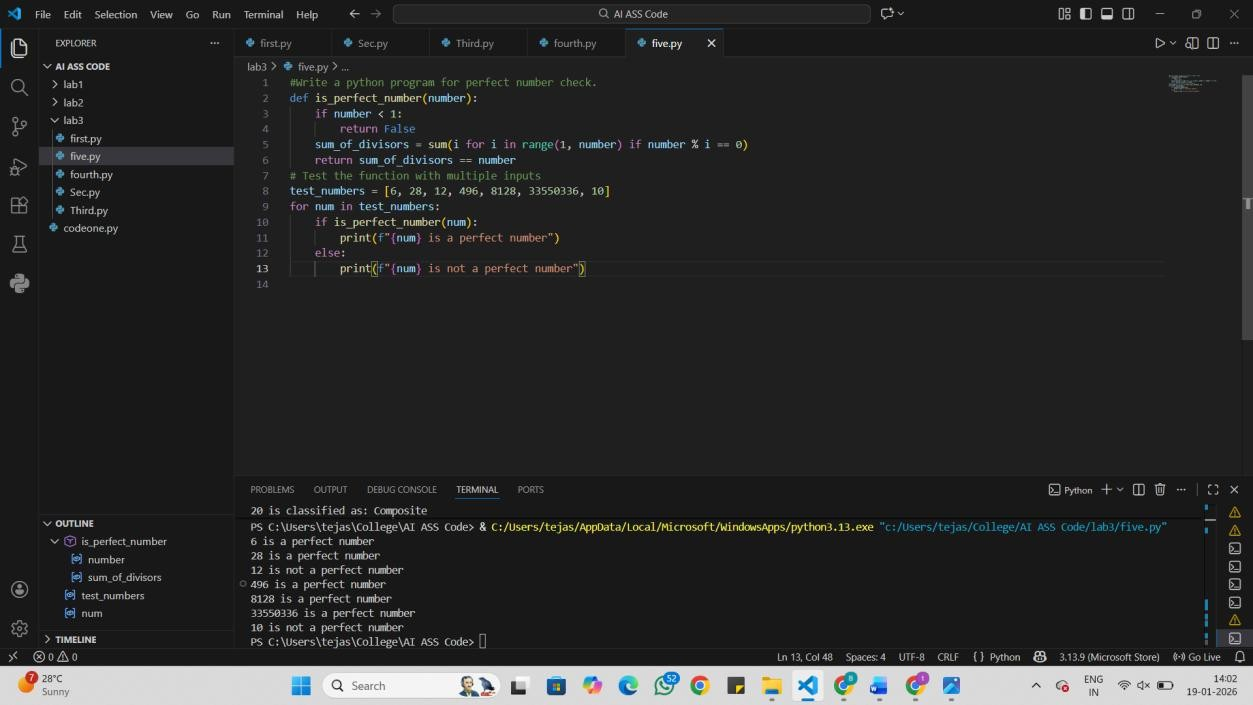 File Edit Selection View Go Run Terminal Help
AI ASS Code
EXPLORER
AI ASS CODE
lab1
lab2
lab3
first.py
five.py
fourth.py
Sec.py
Third.py
codeone.py
first.py Sec.py Third.py fourth.py five.py
lab3 > five.py > ...
1 #Write a python program for perfect number check.
2 def is_perfect_number(number):
3 if number < 1:
4 return False
5 sum_of_divisors = sum(i for i in range(1, number) if number % i == 0)
6 return sum_of_divisors == number
7 # Test the function with multiple inputs
8 test_numbers = [6, 28, 12, 496, 8128, 33550336, 10]
9 for num in test_numbers:
10 if is_perfect_number(num):
11 print(f"{num} is a perfect number")
12 else:
13 print(f"{num} is not a perfect number")
14
OUTLINE
is_perfect_number
number
sum_of_divisors
test_numbers
num
TIMELINE
PROBLEMS OUTPUT DEBUG CONSOLE TERMINAL PORTS
Python
20 is classified as: Composite
PS C:\Users\tejas\College\AI ASS Code> & C:/Users/tejas/AppData/Local/Microsoft/WindowsApps/python3.13.exe "c:/Users/tejas/College/AI ASS Code/lab3/five.py"
6 is a perfect number
28 is a perfect number
12 is not a perfect number
496 is a perfect number
8128 is a perfect number
33550336 is a perfect number
10 is not a perfect number
PS C:\Users\tejas\College\AI ASS Code>
0 0
Ln 13, Col 48 Spaces: 4 UTF-8 CRLF {} Python 3.13.9 (Microsoft Store) Go Live
7
28°C
Sunny
Search
52
8
1
ENG
IN
14:02
19-01-2026